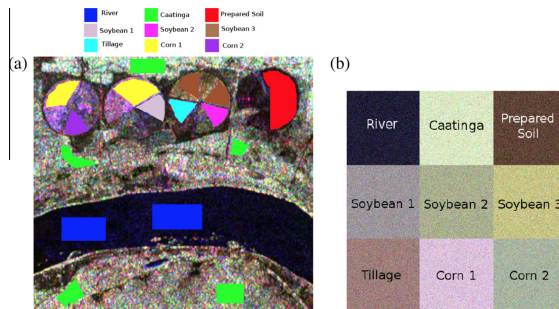 River Caatinga Prepared Soil
Soybean 1 Soybean 2 Soybean 3
Tillage Corn 1 Corn 2
(a)
(b)
River Caatinga Prepared
Soil
Soybean 1 Soybean 2 Soybean 3
Tillage Corn 1 Corn 2